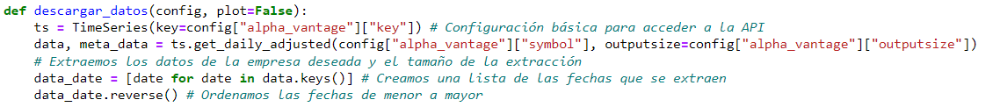 def descargar_datos(config, plot=False):
    ts = TimeSeries(key=config["alpha_vantage"]["key"]) # Configuración básica para acceder a la API
    data, meta_data = ts.get_daily_adjusted(config["alpha_vantage"]["symbol"], outputsize=config["alpha_vantage"]["outputsize"])
    # Extraemos los datos de la empresa deseada y el tamaño de la extracción
    data_date = [date for date in data.keys()] # Creamos una lista de las fechas que se extraen
    data_date.reverse() # Ordenamos las fechas de menor a mayor